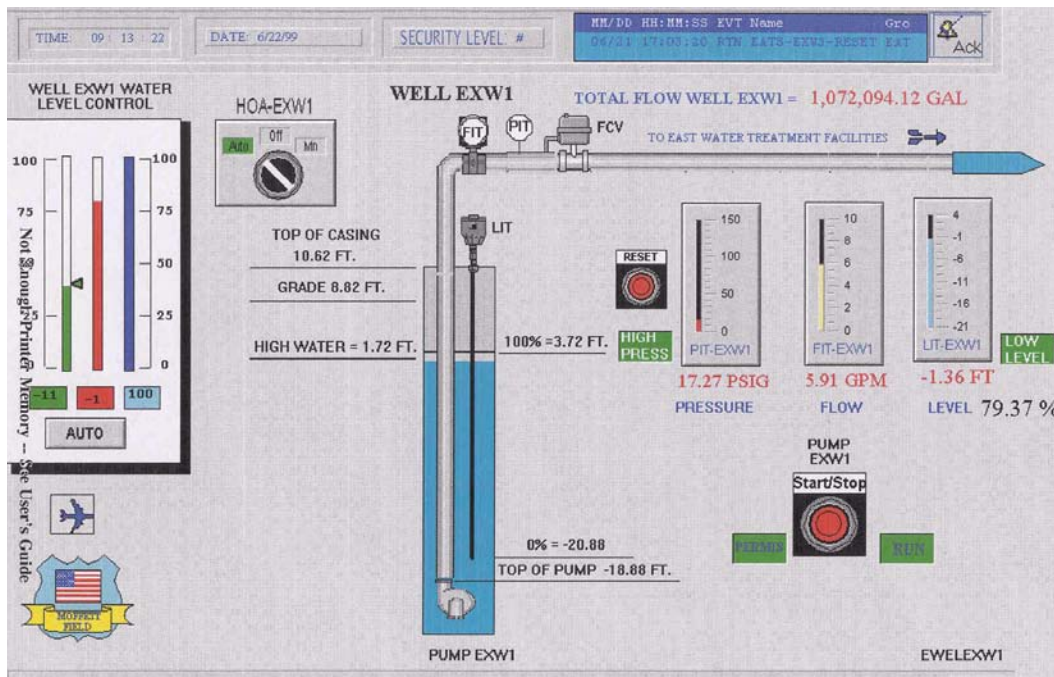 TIME: 09 : 13 : 22
DATE: 6/22/99
SECURITY LEVEL: #
MM/DD HH:MM:SS EVT Name Gro
06/21 17:03:20 RTN EATS-EXW3-RESET EAT
Ack
WELL EXW1 WATER
LEVEL CONTROL
100
75
50
25
0
100
75
25
-11
-1
100
AUTO
Not Enough Printer Memory -- See User's Guide
MOFFETT
FIELD
HOA-EXW1
Auto
Off
Mn
WELL EXW1
TOTAL FLOW WELL EXW1 = 1,072,094.12 GAL
FIT
PIT
FCV
TO EAST WATER TREATMENT FACILITIES
LIT
TOP OF CASING
10.62 FT.
GRADE 8.82 FT.
HIGH WATER = 1.72 FT.
100% =3.72 FT.
0% = -20.88
TOP OF PUMP -18.88 FT.
PUMP EXW1
RESET
HIGH
PRESS
150
100
50
0
PIT-EXW1
17.27 PSIG
PRESSURE
10
8
6
4
2
0
FIT-EXW1
5.91 GPM
FLOW
4
-1
-6
-11
-16
-21
LIT-EXW1
-1.36 FT
LEVEL 79.37 %
LOW
LEVEL
PUMP
EXW1
Start/Stop
PERMIS
RUN
EWELEXW1